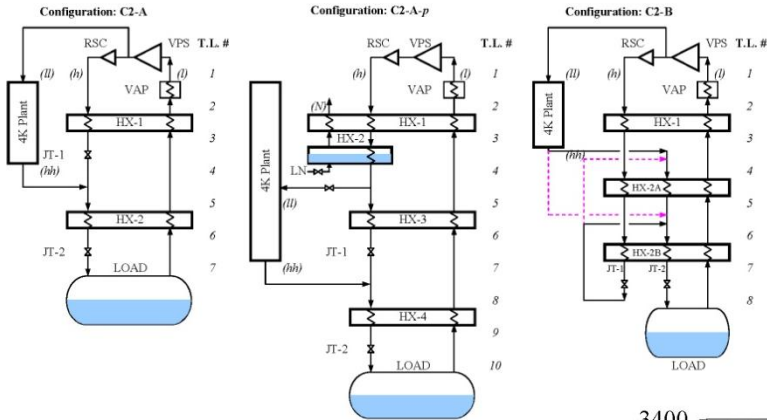 Configuration: C2-A
RSC
VPS
T.L. #
(ll)
(h)
(l)
1
VAP
2
4K Plant
HX-1
3
JT-1
4
(hh)
5
HX-2
6
JT-2
7
LOAD
Configuration: C2-A-p
RSC
VPS
T.L. #
(h)
(l)
1
VAP
(N)
2
HX-1
3
HX-2
4K Plant
LN
4
(ll)
5
HX-3
6
JT-1
7
(hh)
8
HX-4
9
JT-2
LOAD
10
Configuration: C2-B
RSC
VPS
T.L. #
(ll)
(h)
(l)
1
VAP
2
4K Plant
HX-1
3
(hh)
4
HX-2A
5
6
HX-2B
JT-1
JT-2
7
8
LOAD
3400